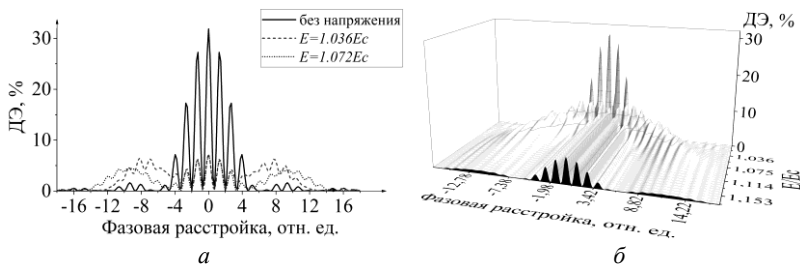 ДЭ, %
30
20
10
0
без напряжения
E=1.036Ec
E=1.072Ec
-16 -12 -8 -4 0 4 8 12 16
Фазовая расстройка, отн. ед.
а
ДЭ, %
30
20
10
0
1.036
1.075
1.114
1.153
E/Ec
-12,78 -7,38 -1,98 3,42 8,82 14,22
Фазовая расстройка, отн. ед.
б